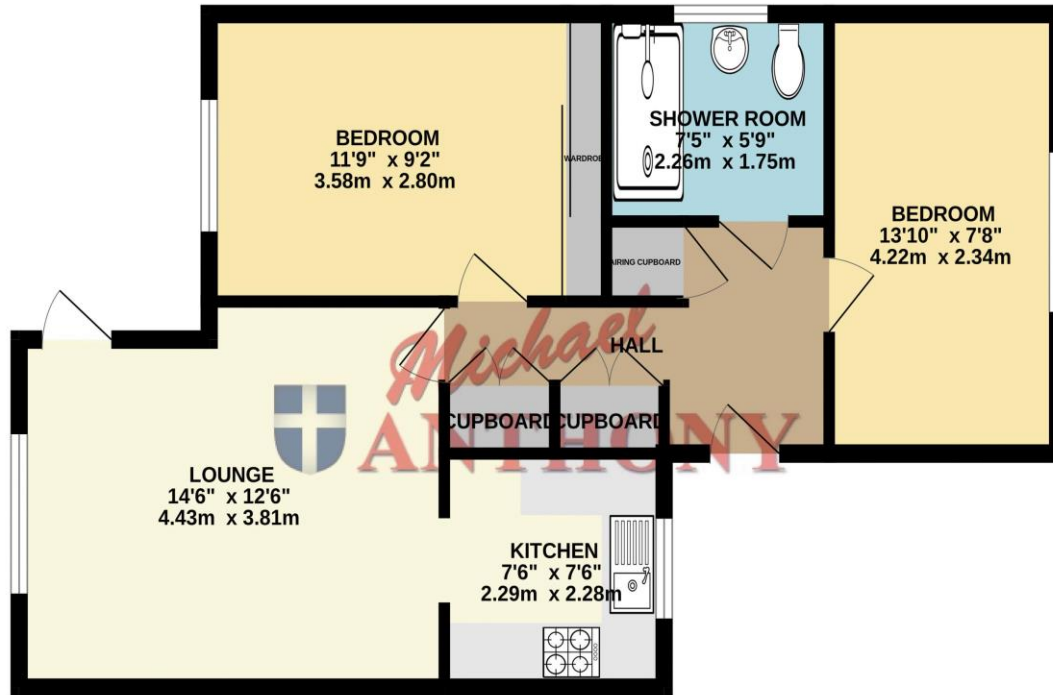 BEDROOM
11'9" x 9'2"
3.58m x 2.80m
WARDROBE
SHOWER ROOM
7'5" x 5'9"
2.26m x 1.75m
BEDROOM
13'10" x 7'8"
4.22m x 2.34m
AIRING CUPBOARD
HALL
Michael
ANTHONY
CUPBOARD
CUPBOARD
LOUNGE
14'6" x 12'6"
4.43m x 3.81m
KITCHEN
7'6" x 7'6"
2.29m x 2.28m